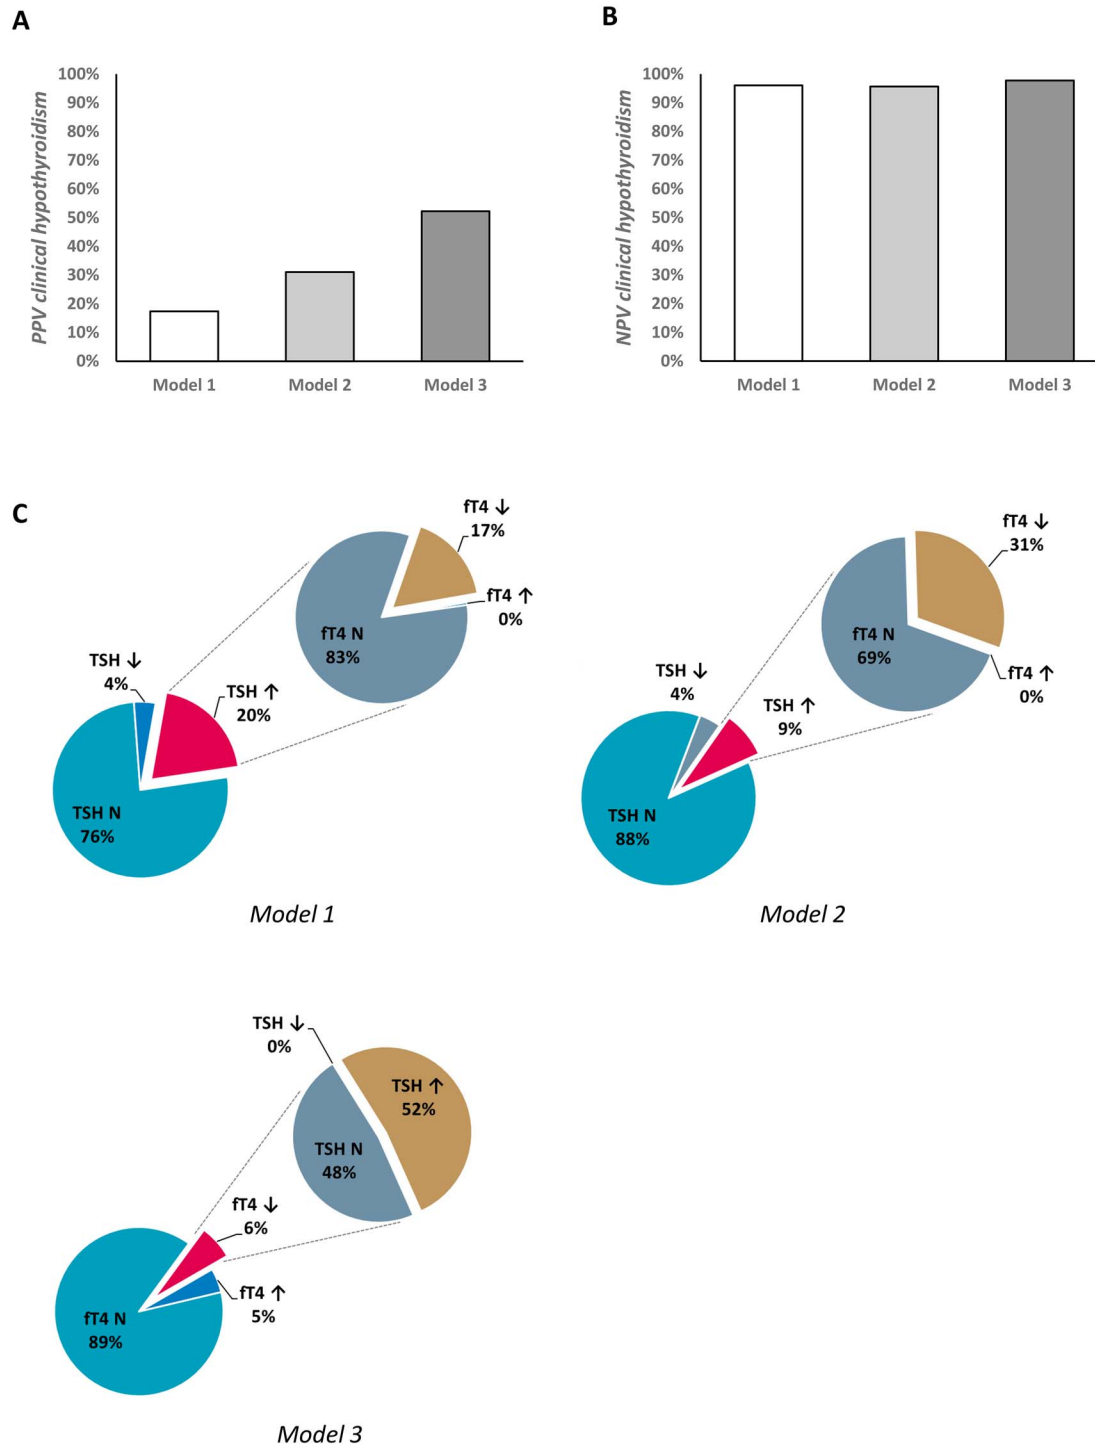 A
PPV clinical hypothyroidism
100%
90%
80%
70%
60%
50%
40%
30%
20%
10%
0%
Model 1
Model 2
Model 3
B
NPV clinical hypothyroidism
100%
90%
80%
70%
60%
50%
40%
30%
20%
10%
0%
Model 1
Model 2
Model 3
C
fT4 ↓
17%
fT4 ↑
0%
fT4 N
83%
TSH ↓
4%
TSH ↑
20%
TSH N
76%
Model 1
fT4 ↓
31%
fT4 N
69%
fT4 ↑
0%
TSH ↓
4%
TSH ↑
9%
TSH N
88%
Model 2
TSH ↓
0%
TSH ↑
52%
TSH N
48%
fT4 ↓
6%
fT4 ↑
5%
fT4 N
89%
Model 3